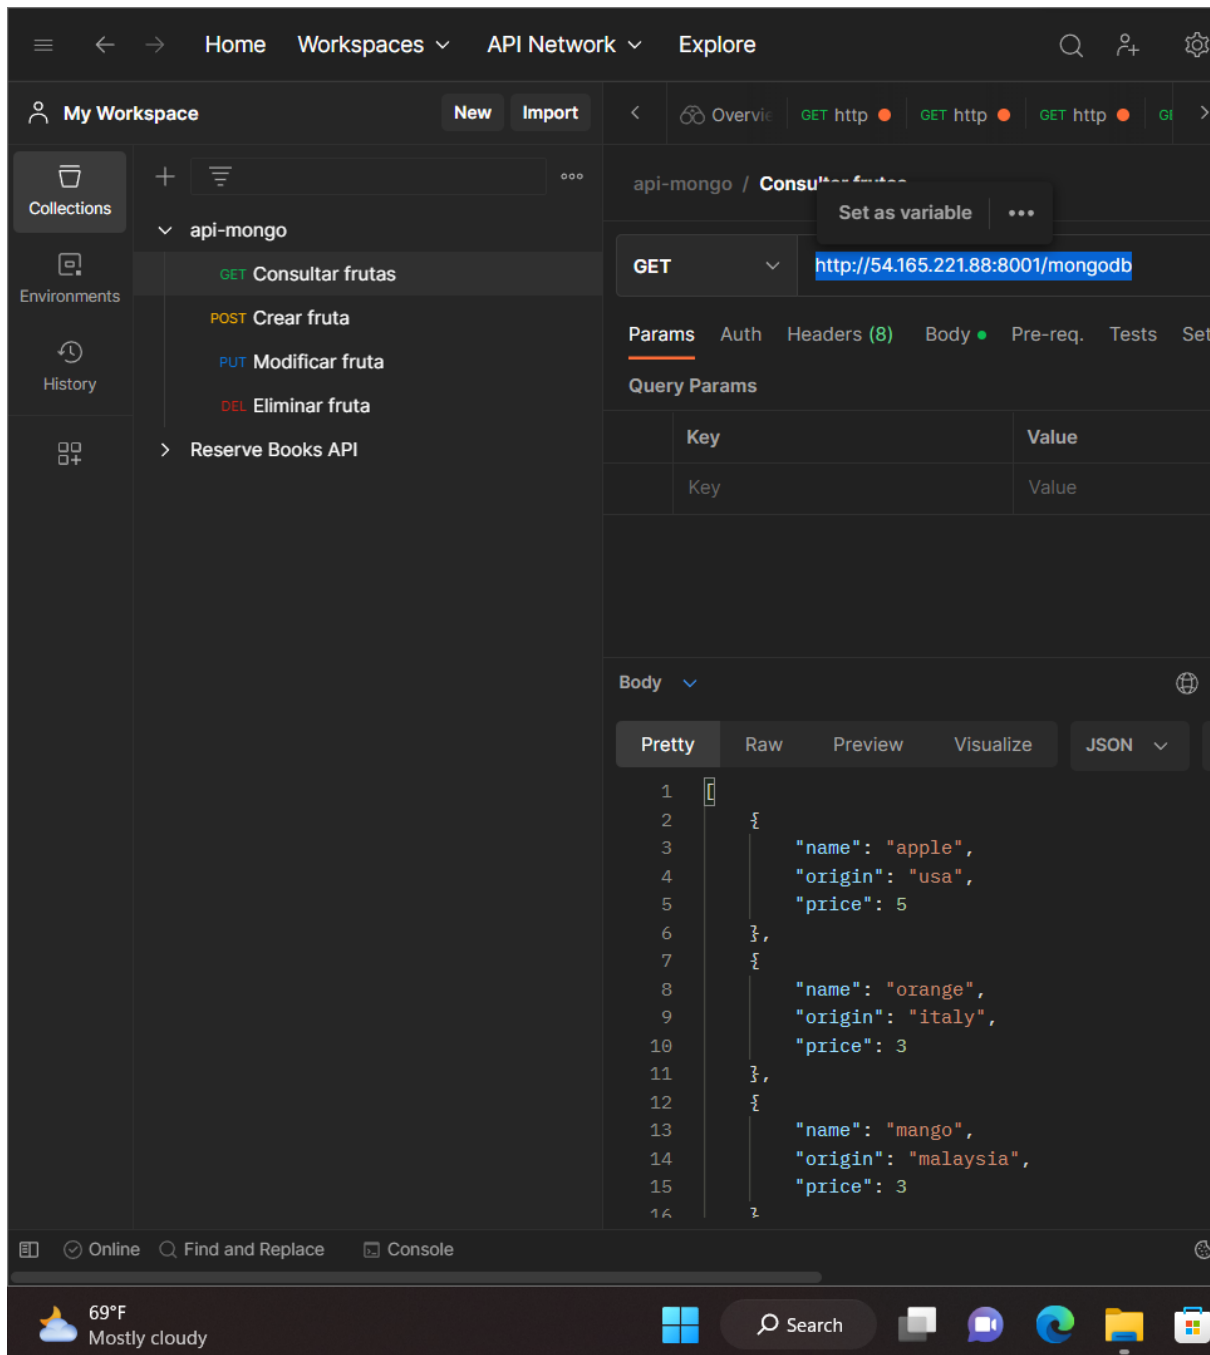 Home Workspaces API Network Explore
My Workspace New Import
Overvie GET http GET http GET http GE
Collections
api-mongo / Consultar frutas
Set as variable
api-mongo
GET Consultar frutas
GET http://54.165.221.88:8001/mongodb
Environments
POST Crear fruta
PUT Modificar fruta
Params Auth Headers (8) Body Pre-req. Tests Set
History
DEL Eliminar fruta
Query Params
Reserve Books API
Key Value
Key Value
Body
Pretty Raw Preview Visualize JSON
1 [
2 {
3 "name": "apple",
4 "origin": "usa",
5 "price": 5
6 },
7 {
8 "name": "orange",
9 "origin": "italy",
10 "price": 3
11 },
12 {
13 "name": "mango",
14 "origin": "malaysia",
15 "price": 3
16 }
Online Find and Replace Console
69°F
Mostly cloudy
Search